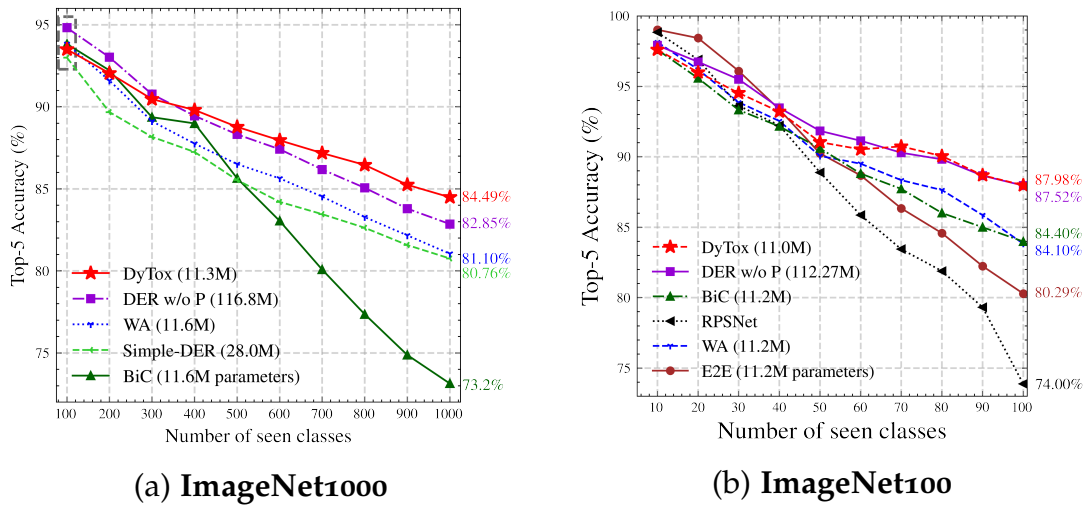 95
90
85
80
75
100 200 300 400 500 600 700 800 900 1000
Top-5 Accuracy (%)
Number of seen classes
DyTox (11.3M)
DER w/o P (116.8M)
WA (11.6M)
Simple-DER (28.0M)
BiC (11.6M parameters)
84.49%
82.85%
81.10%
80.76%
73.2%
(a) ImageNet1000
100
95
90
85
80
75
10 20 30 40 50 60 70 80 90 100
Top-5 Accuracy (%)
Number of seen classes
DyTox (11.0M)
DER w/o P (112.27M)
BiC (11.2M)
RPSNet
WA (11.2M)
E2E (11.2M parameters)
87.98%
87.52%
84.40%
84.10%
80.29%
74.00%
(b) ImageNet100